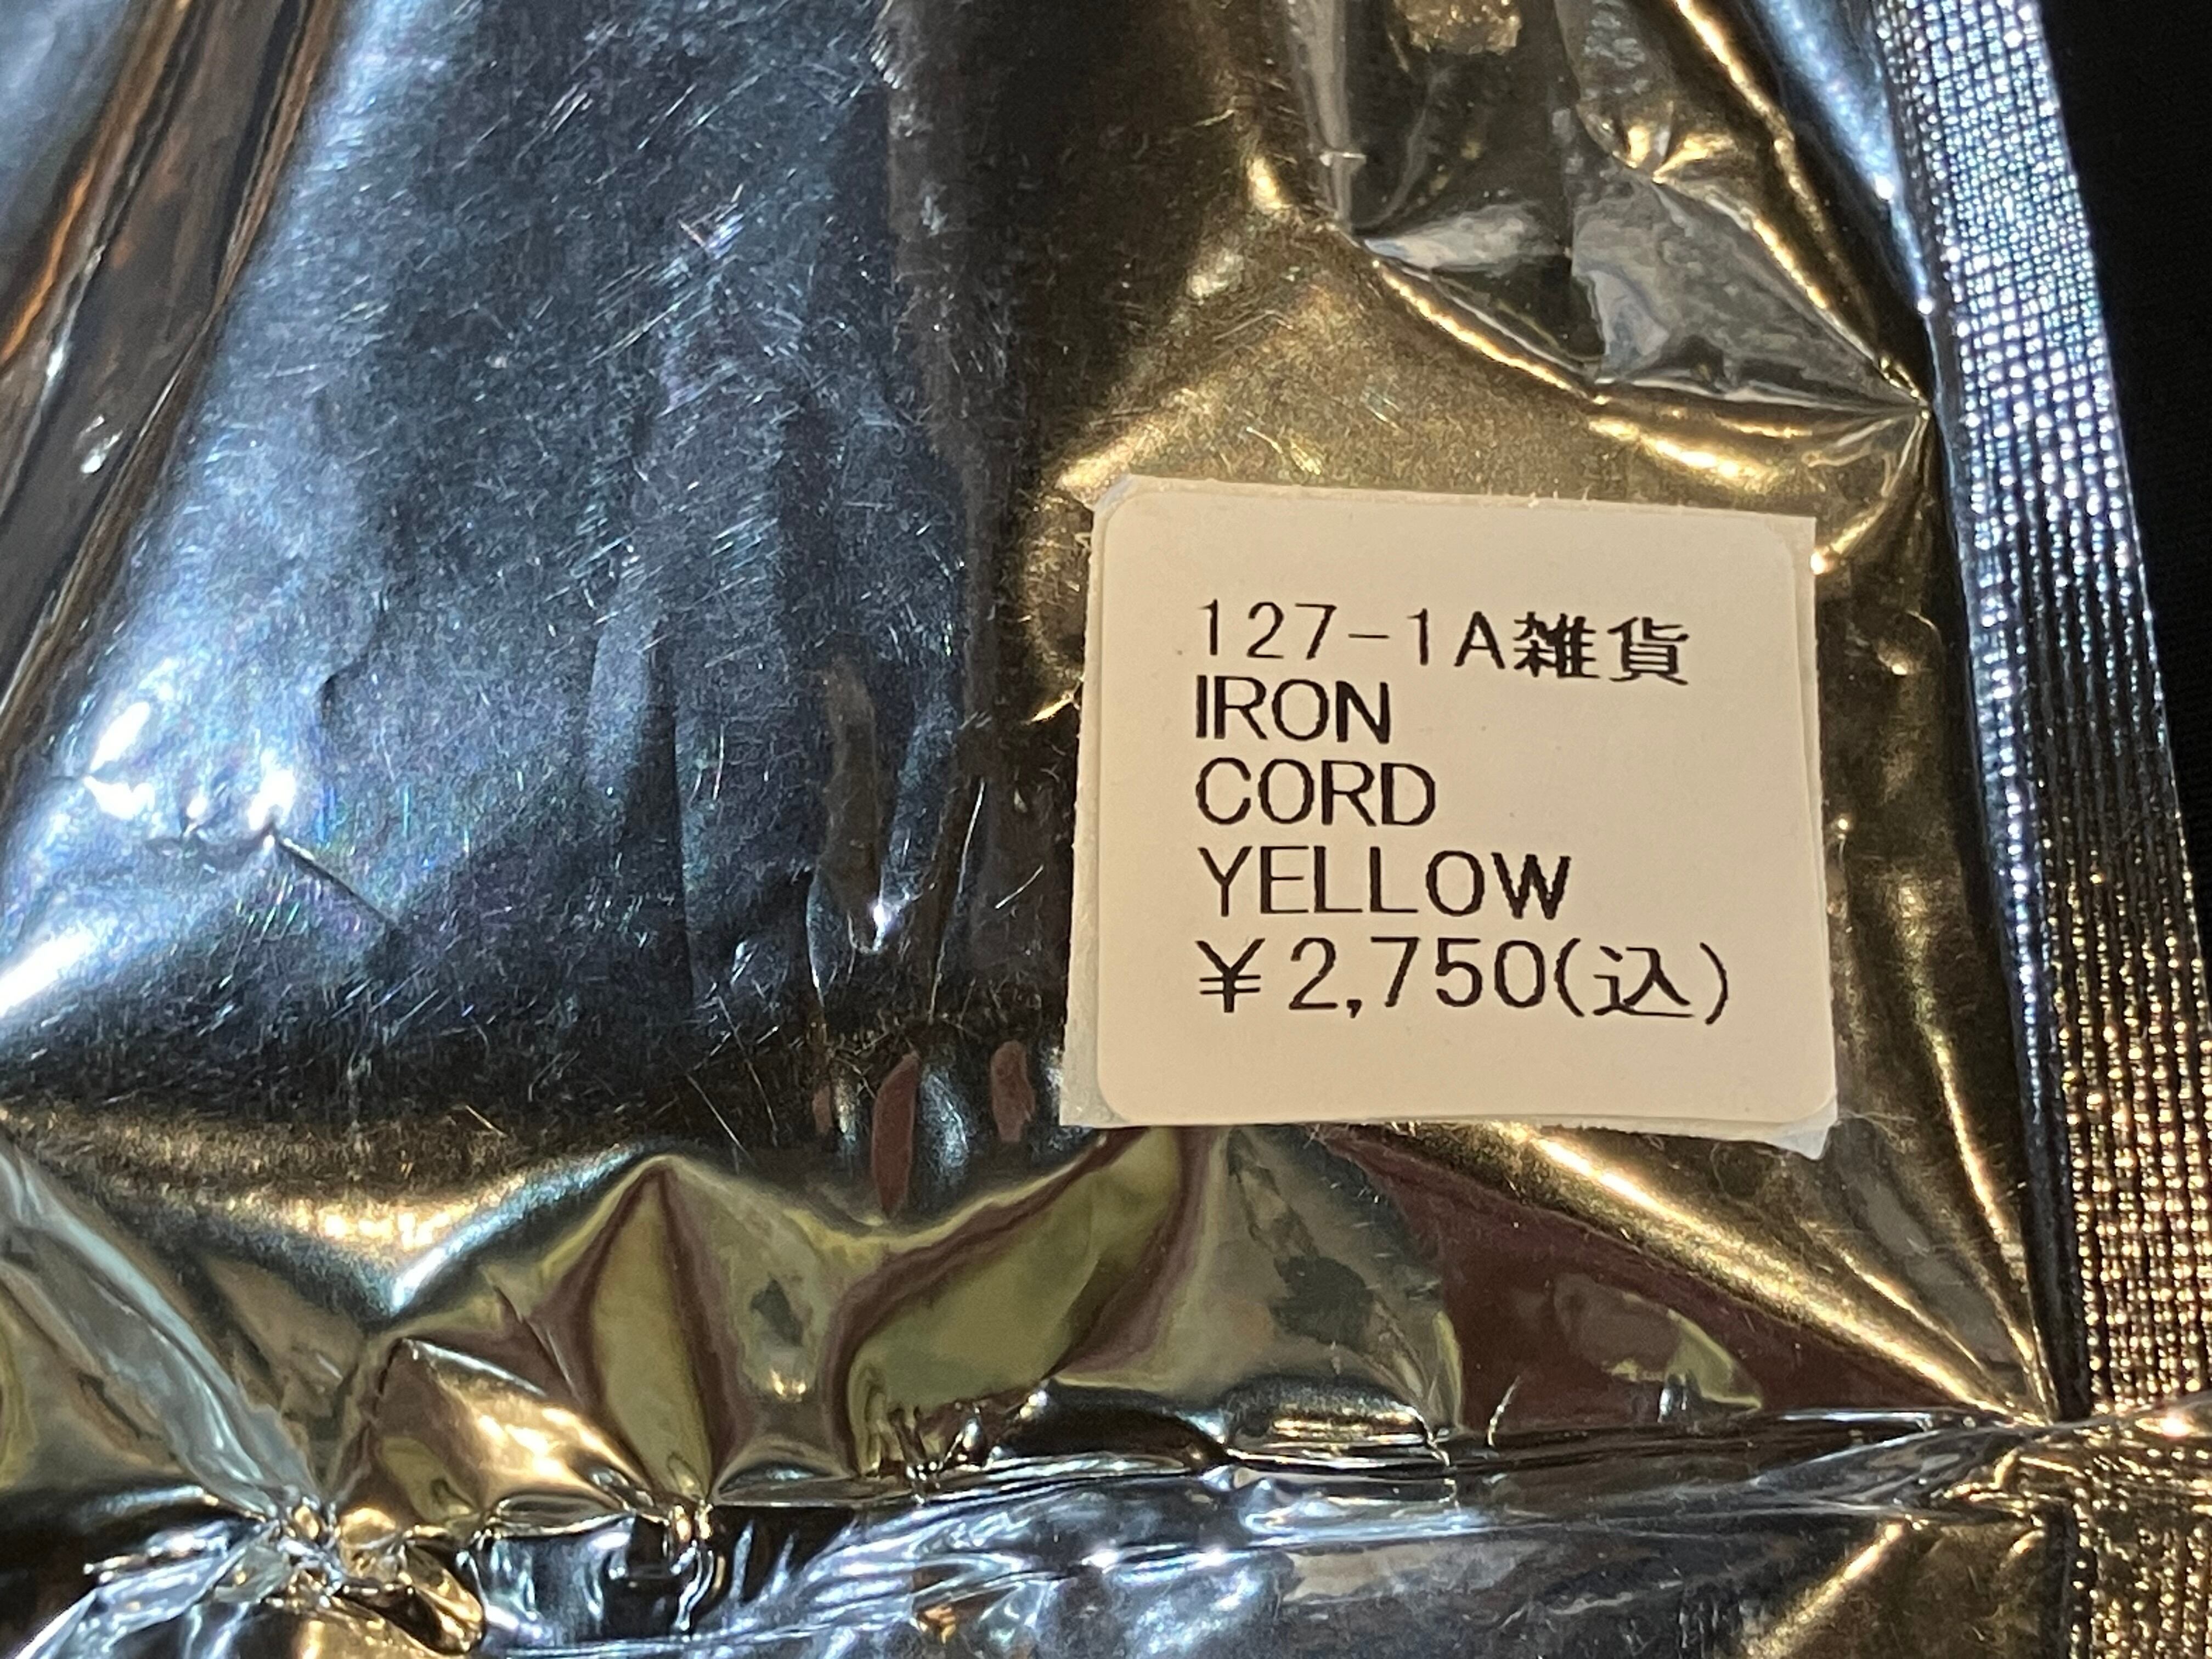 127-1A雑貨
IRON
CORD
YELLOW
¥2,750(込)